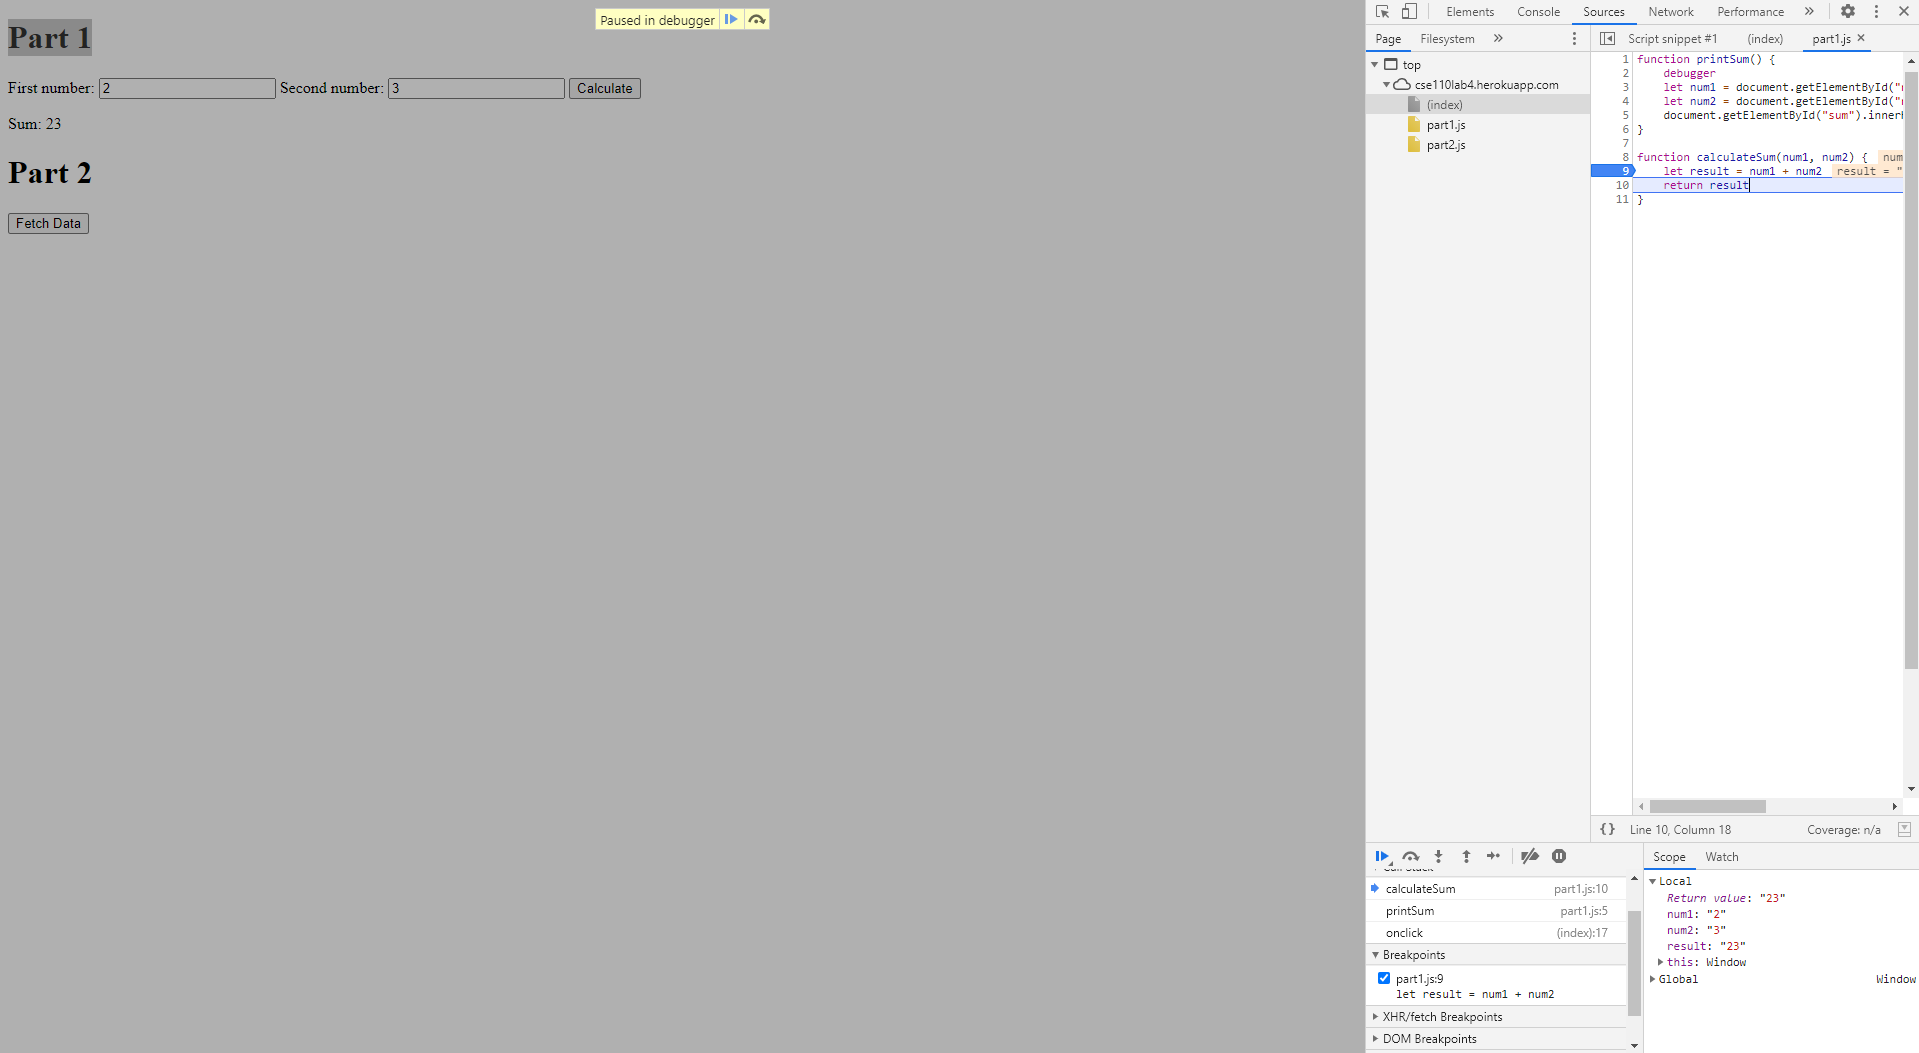 Paused in debugger
Part 1
First number: 2 Second number: 3 Calculate
Sum: 23
Part 2
Fetch Data
Elements Console Sources Network Performance »
Page Filesystem »
top
cse110lab4.herokuapp.com
(index)
part1.js
part2.js
Script snippet #1 (index) part1.js ×
1 function printSum() {
2 debugger
3 let num1 = document.getElementById("
4 let num2 = document.getElementById("
5 document.getElementById("sum").inner
6 }
7
8 function calculateSum(num1, num2) { num
9 let result = num1 + num2 result = "
10 return result
11 }
{} Line 10, Column 18 Coverage: n/a
Call Stack
calculateSum part1.js:10
printSum part1.js:5
onclick (index):17
Breakpoints
part1.js:9
let result = num1 + num2
XHR/fetch Breakpoints
DOM Breakpoints
Scope Watch
Local
Return value: "23"
num1: "2"
num2: "3"
result: "23"
this: Window
Global Window